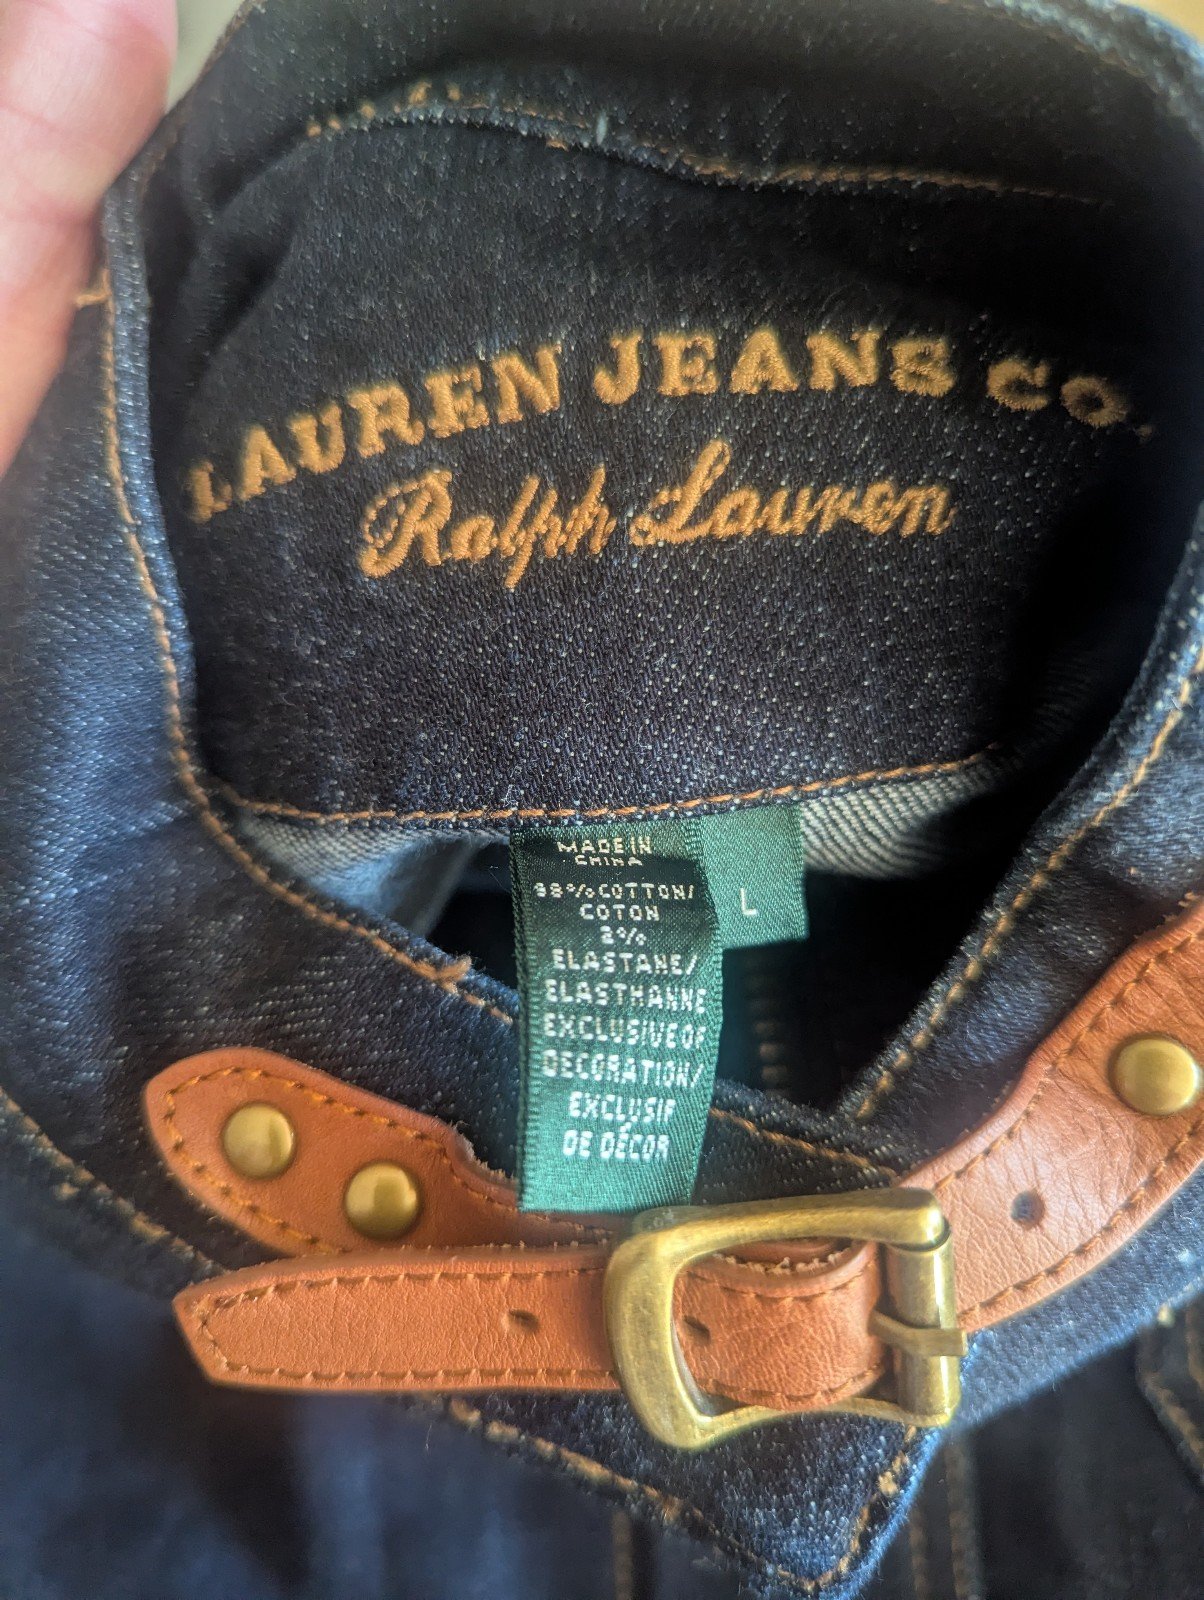 LAUREN JEANS CO.
Ralph Lauren
MADE IN
CHINA
98% COTTON/
COTON
2%
ELASTANE/
ELASTHANNE
EXCLUSIVE OF
DECORATION/
EXCLUSIF
DE DÉCOR
L